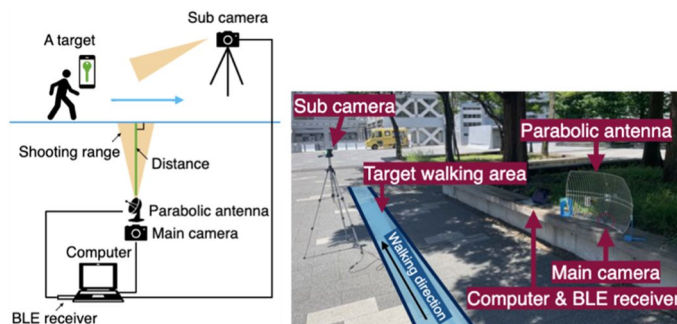 Sub camera
A target
Shooting range
Distance
Parabolic antenna
Main camera
Computer
BLE receiver
Sub camera
Parabolic antenna
Target walking area
Walking direction
Main camera
Computer & BLE receiver